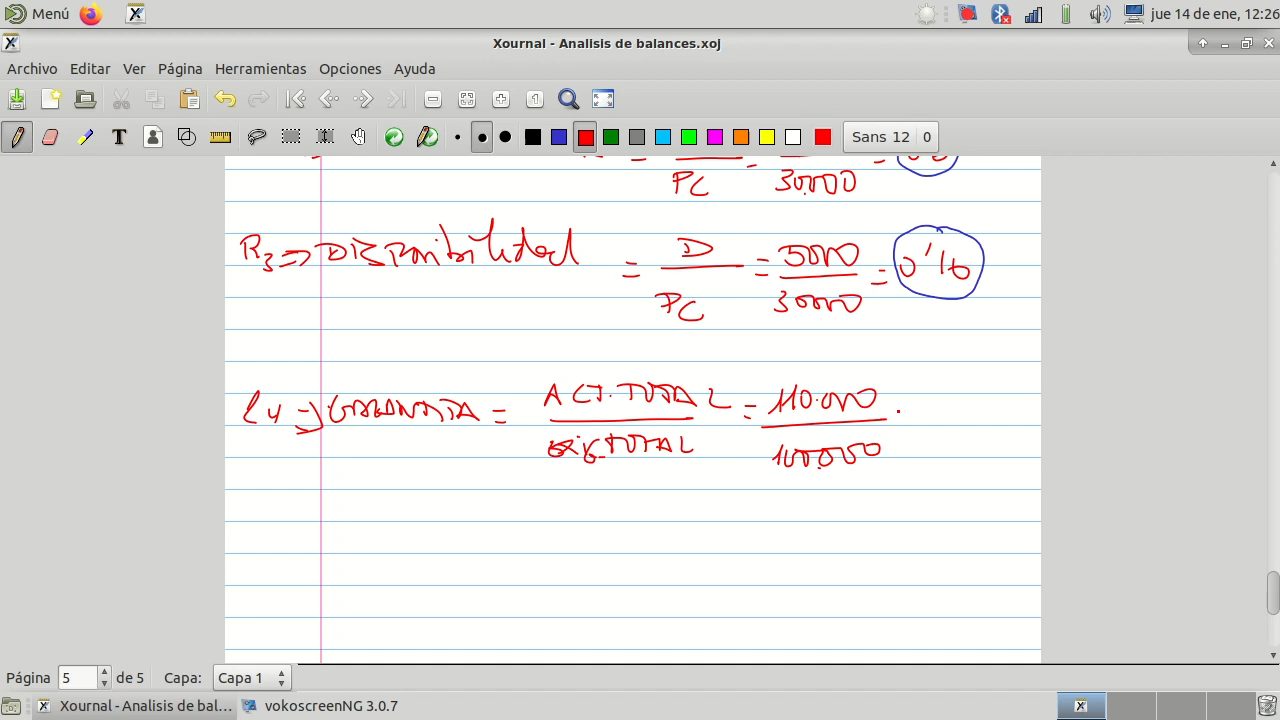 Menú jue 14 de ene, 12:26
Xournal - Analisis de balances.xoj
Archivo Editar Ver Página Herramientas Opciones Ayuda
Sans 12 0
PC 30.000
R3 => DISPonibilidad = D / PC = 5000 / 30000 = 0'16
R4 => GARANTIA = ACT. TOTAL / EXIG TOTAL = 110.000 / 100.000
Página 5 de 5 Capa: Capa 1
Xournal - Analisis de bal... vokoscreenNG 3.0.7